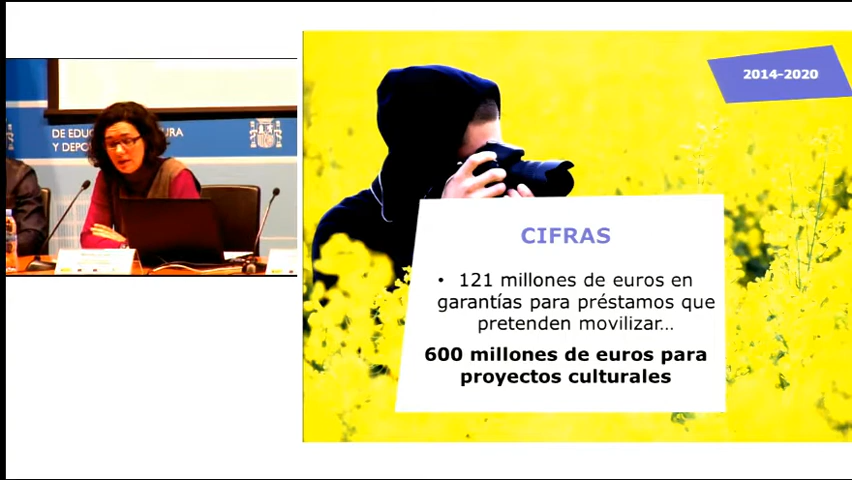 DE EDUC
URA
Y DEPO
2014-2020
CIFRAS
• 121 millones de euros en
garantías para préstamos que
pretenden movilizar...
600 millones de euros para
proyectos culturales